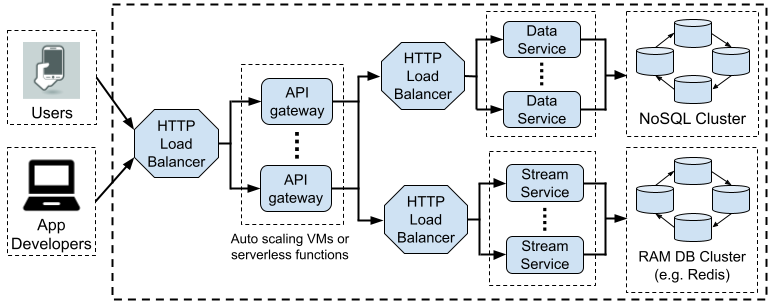 Users
App
Developers
HTTP
Load
Balancer
API
gateway
API
gateway
Auto scaling VMs or
serverless functions
HTTP
Load
Balancer
Data
Service
Data
Service
NoSQL Cluster
HTTP
Load
Balancer
Stream
Service
Stream
Service
RAM DB Cluster
(e.g. Redis)